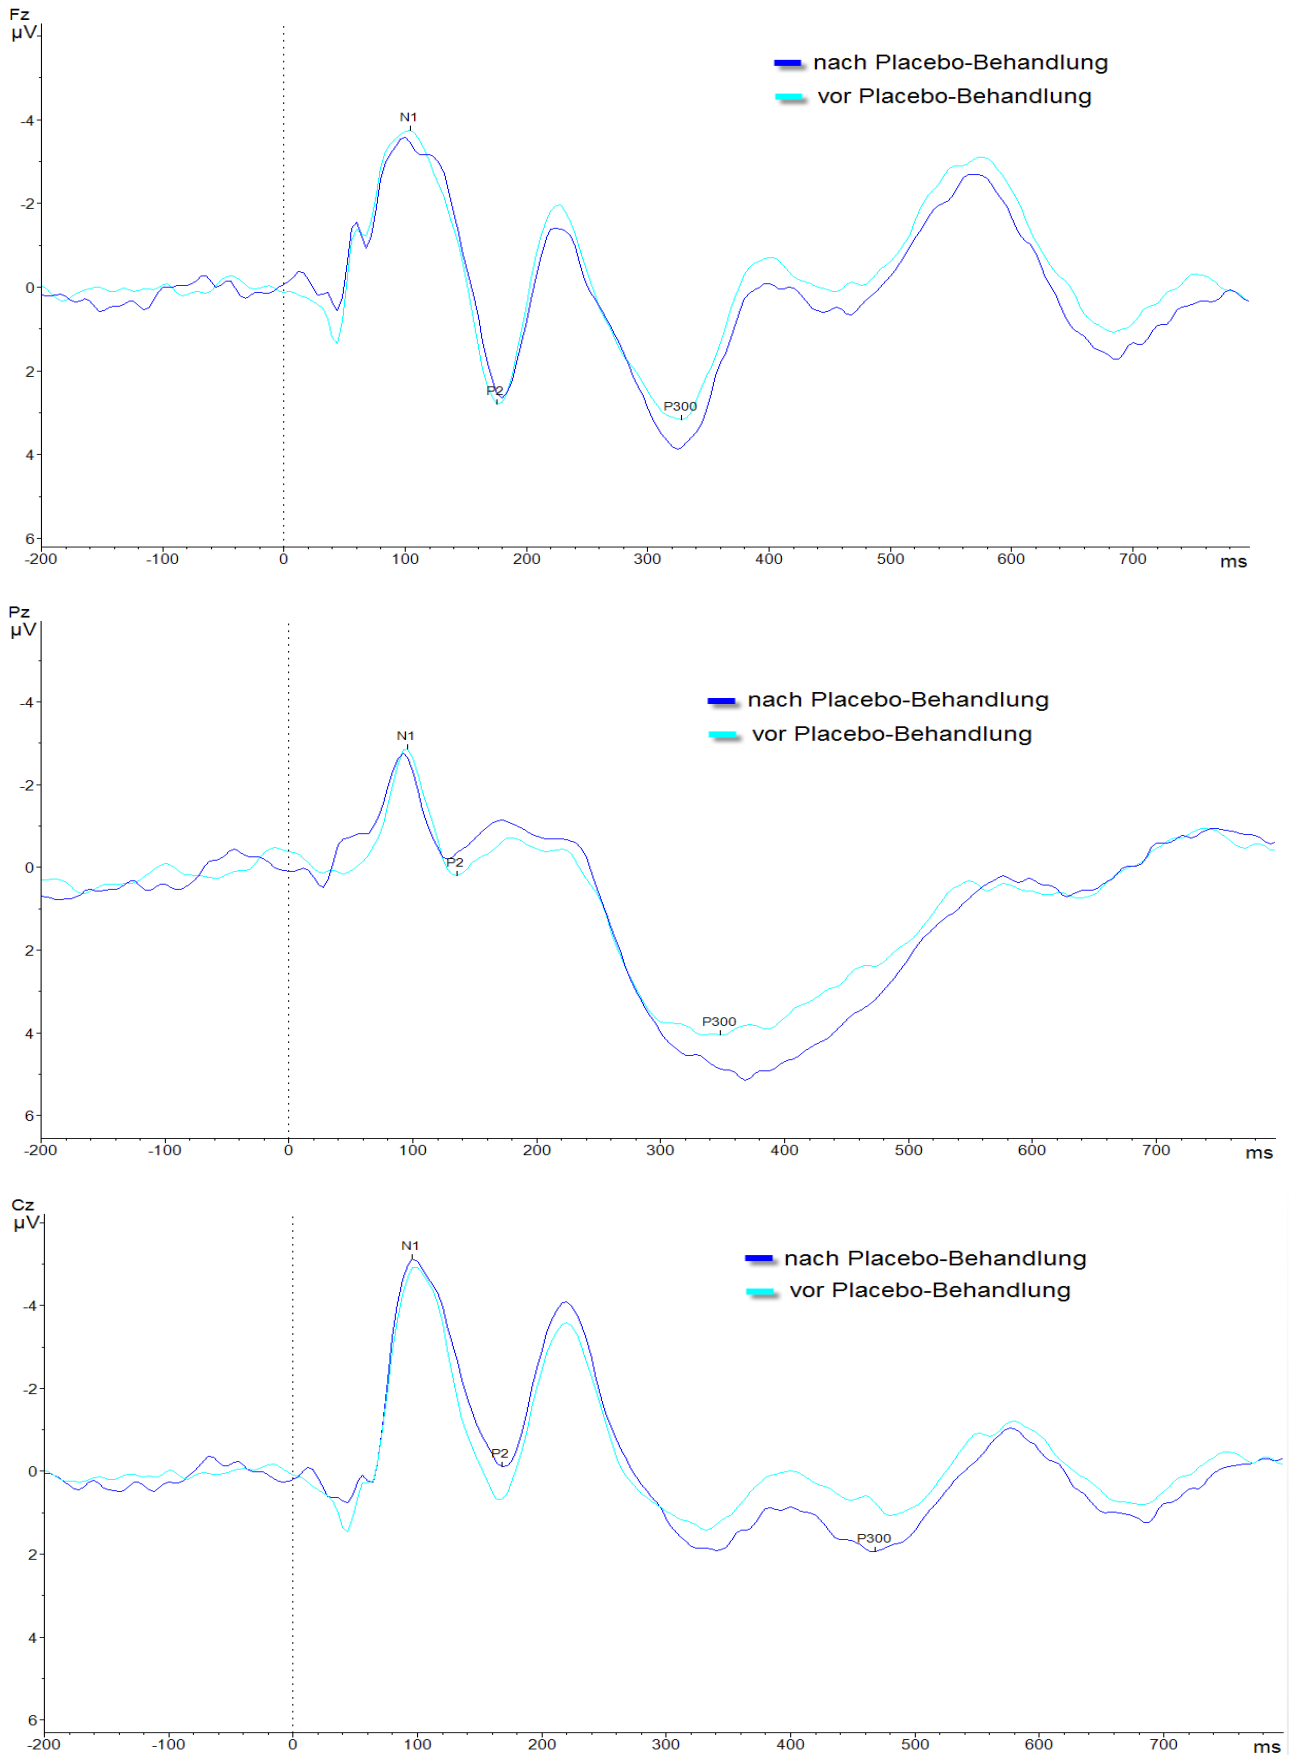 Fz
µV
nach Placebo-Behandlung
vor Placebo-Behandlung
-4
N1
-2
0
2
P2
P300
4
6
-200 -100 0 100 200 300 400 500 600 700
ms
Pz
µV
-4
nach Placebo-Behandlung
vor Placebo-Behandlung
N1
-2
0
P2
2
4
P300
6
-200 -100 0 100 200 300 400 500 600 700
ms
Cz
µV
N1
nach Placebo-Behandlung
vor Placebo-Behandlung
-4
-2
P2
0
P300
2
4
6
-200 -100 0 100 200 300 400 500 600 700
ms